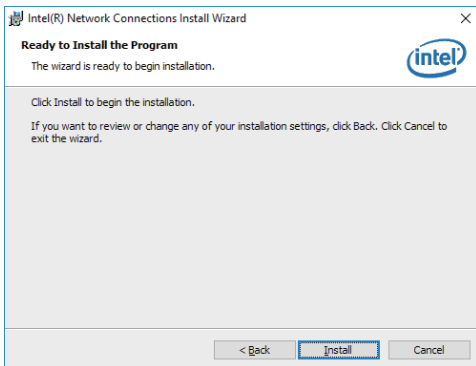 Intel(R) Network Connections Install Wizard
Ready to Install the Program
The wizard is ready to begin installation.
intel
Click Install to begin the installation.
If you want to review or change any of your installation settings, click Back. Click Cancel to
exit the wizard.
< Back
Install
Cancel